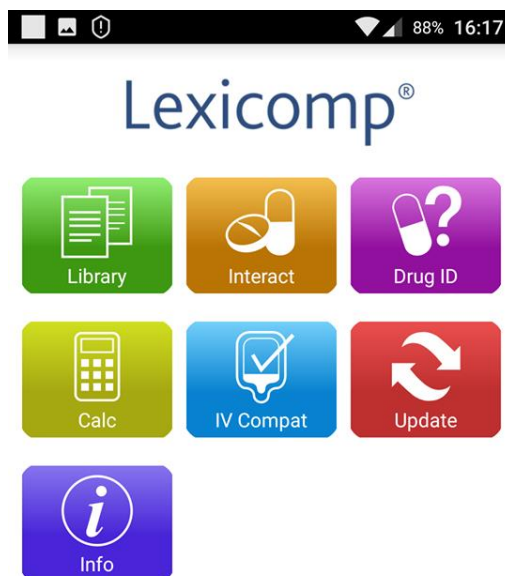 88% 16:17
Lexicomp®
Library Interact Drug ID
Calc IV Compat Update
Info